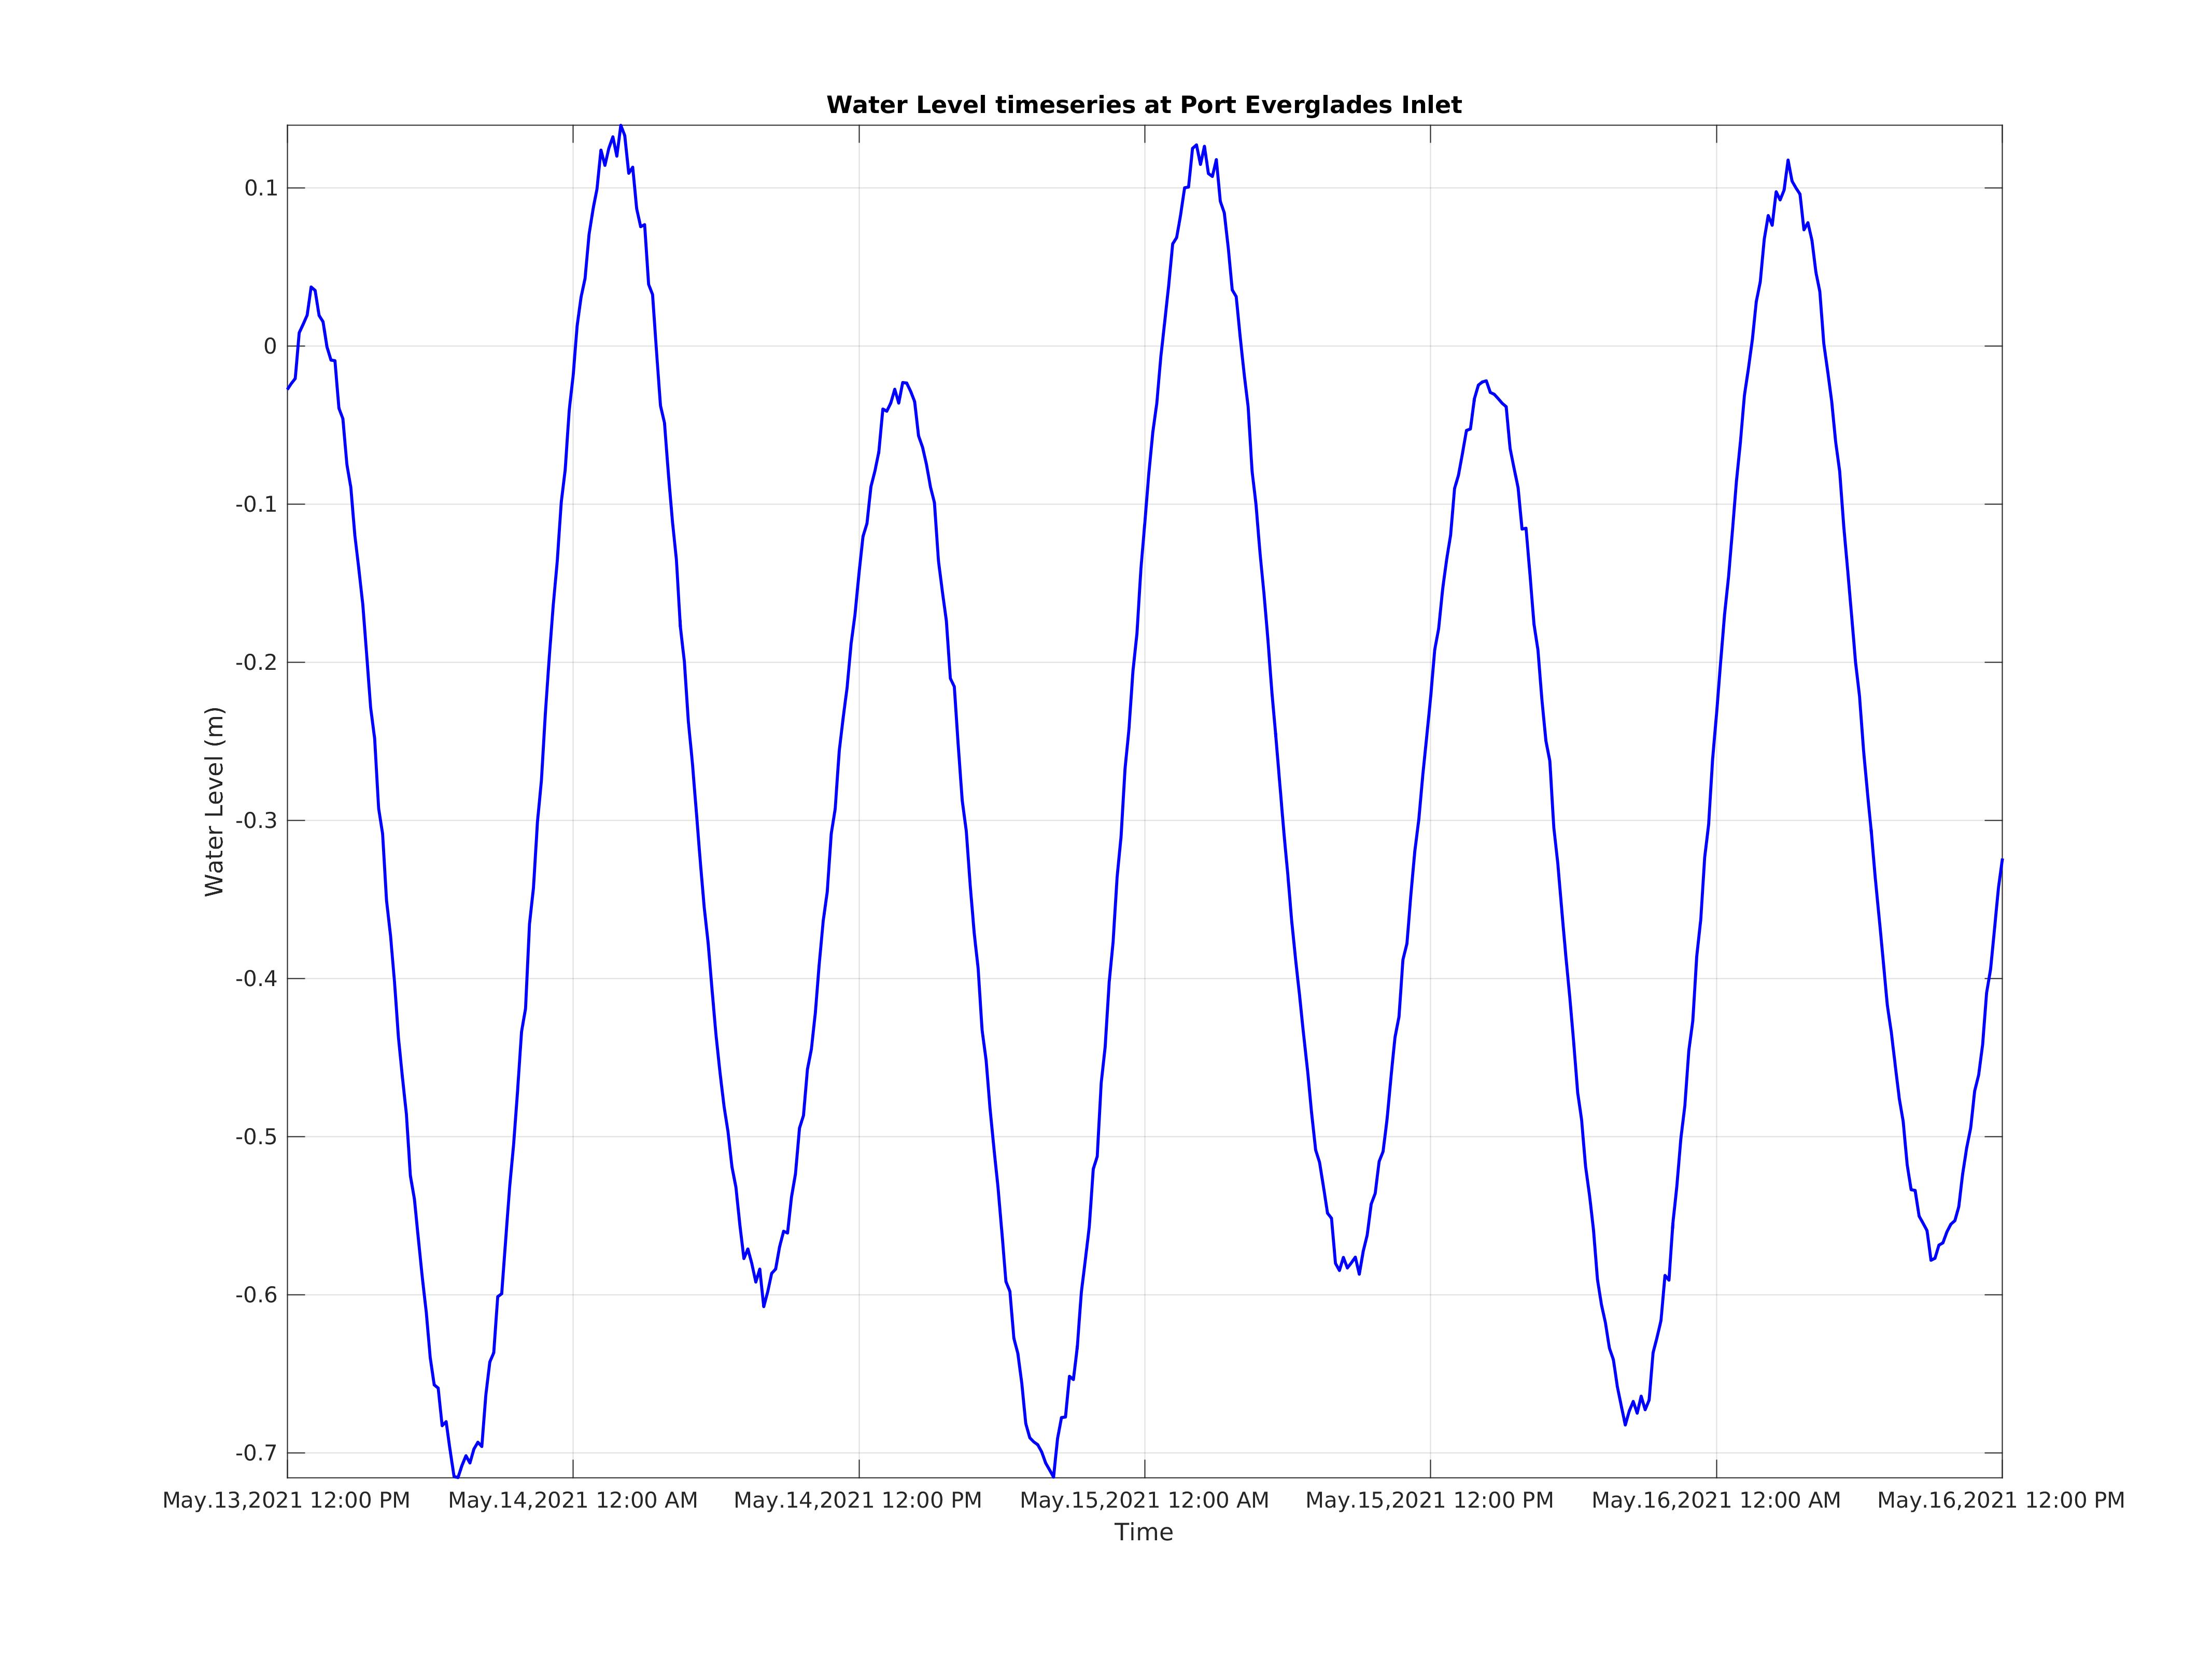 Water Level timeseries at Port Everglades Inlet
0.1
0
-0.1
-0.2
-0.3
-0.4
-0.5
-0.6
-0.7
Water Level (m)
May.13,2021 12:00 PM May.14,2021 12:00 AM May.14,2021 12:00 PM May.15,2021 12:00 AM May.15,2021 12:00 PM May.16,2021 12:00 AM May.16,2021 12:00 PM
Time